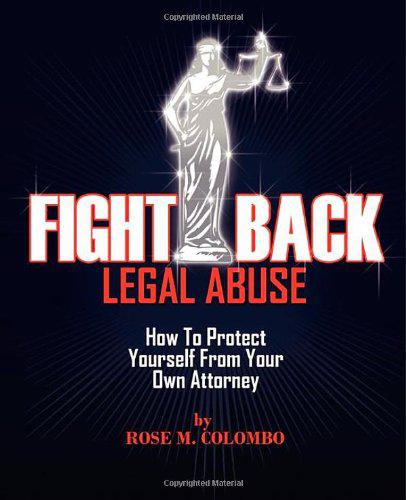 Copyrighted Material
FIGHT BACK
LEGAL ABUSE
How To Protect
Yourself From Your
Own Attorney
by
ROSE M. COLOMBO
Copyrighted Material